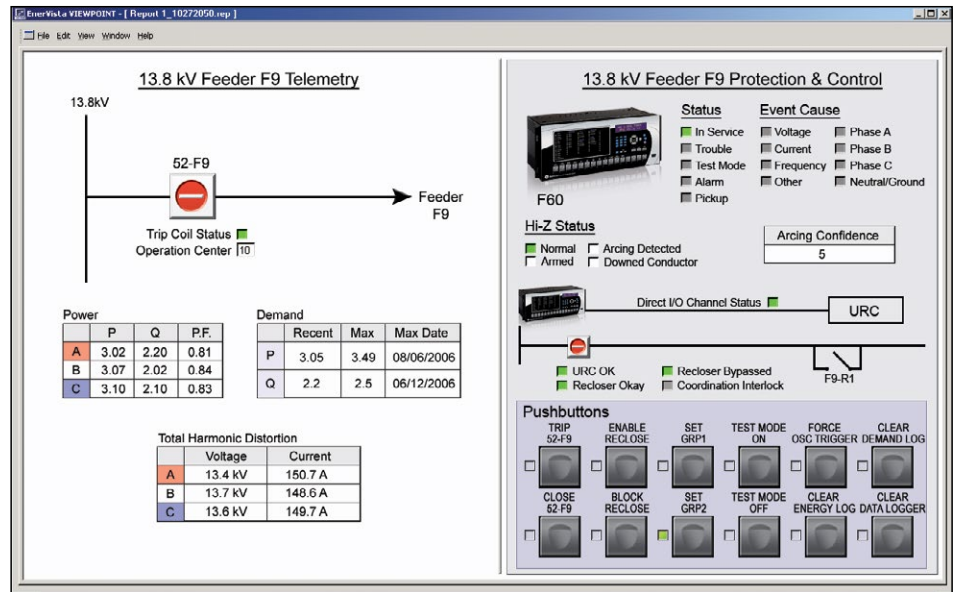 EnerVista VIEWPOINT - [ Report 1_10272050.rep ]
File Edit View Window Help
13.8 kV Feeder F9 Telemetry
13.8kV
52-F9
Feeder
F9
Trip Coil Status
Operation Center 10
Power
P Q P.F.
A 3.02 2.20 0.81
B 3.07 2.02 0.84
C 3.10 2.10 0.83
Demand
Recent Max Max Date
P 3.05 3.49 08/06/2006
Q 2.2 2.5 06/12/2006
Total Harmonic Distortion
Voltage Current
A 13.4 kV 150.7 A
B 13.7 kV 148.6 A
C 13.6 kV 149.7 A
13.8 kV Feeder F9 Protection & Control
F60
Status
In Service
Trouble
Test Mode
Alarm
Pickup
Event Cause
Voltage Phase A
Current Phase B
Frequency Phase C
Other Neutral/Ground
Hi-Z Status
Normal Arcing Detected
Armed Downed Conductor
Arcing Confidence
5
Direct I/O Channel Status
URC
URC OK Recloser Bypassed
Recloser Okay Coordination Interlock
F9-R1
Pushbuttons
TRIP 52-F9
ENABLE RECLOSE
SET GRP1
TEST MODE ON
FORCE OSC TRIGGER
CLEAR DEMAND LOG
CLOSE 52-F9
BLOCK RECLOSE
SET GRP2
TEST MODE OFF
CLEAR ENERGY LOG
CLEAR DATA LOGGER